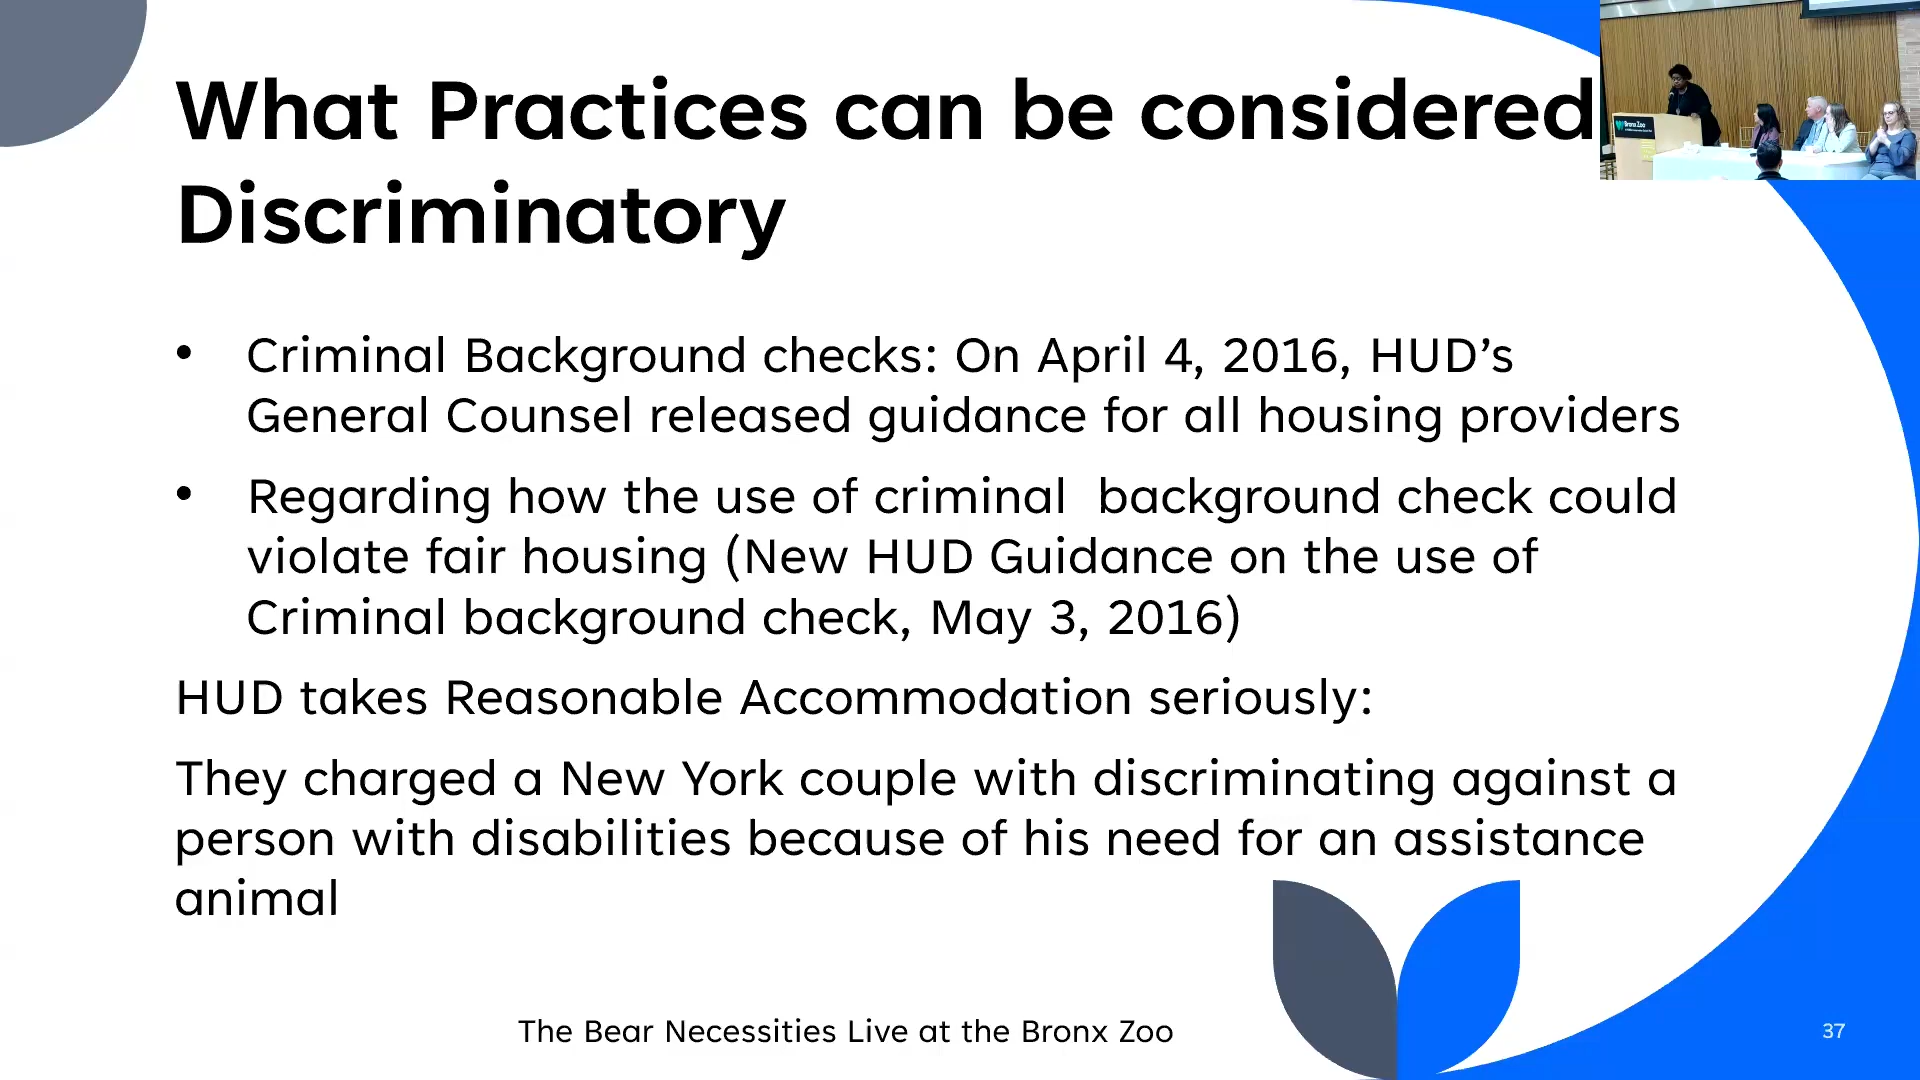 What Practices can be considered
Discriminatory
• Criminal Background checks: On April 4, 2016, HUD’s
General Counsel released guidance for all housing providers
• Regarding how the use of criminal  background check could
violate fair housing (New HUD Guidance on the use of
Criminal background check, May 3, 2016)
HUD takes Reasonable Accommodation seriously:
They charged a New York couple with discriminating against a
person with disabilities because of his need for an assistance
animal
The Bear Necessities Live at the Bronx Zoo
37
Bronx Zoo